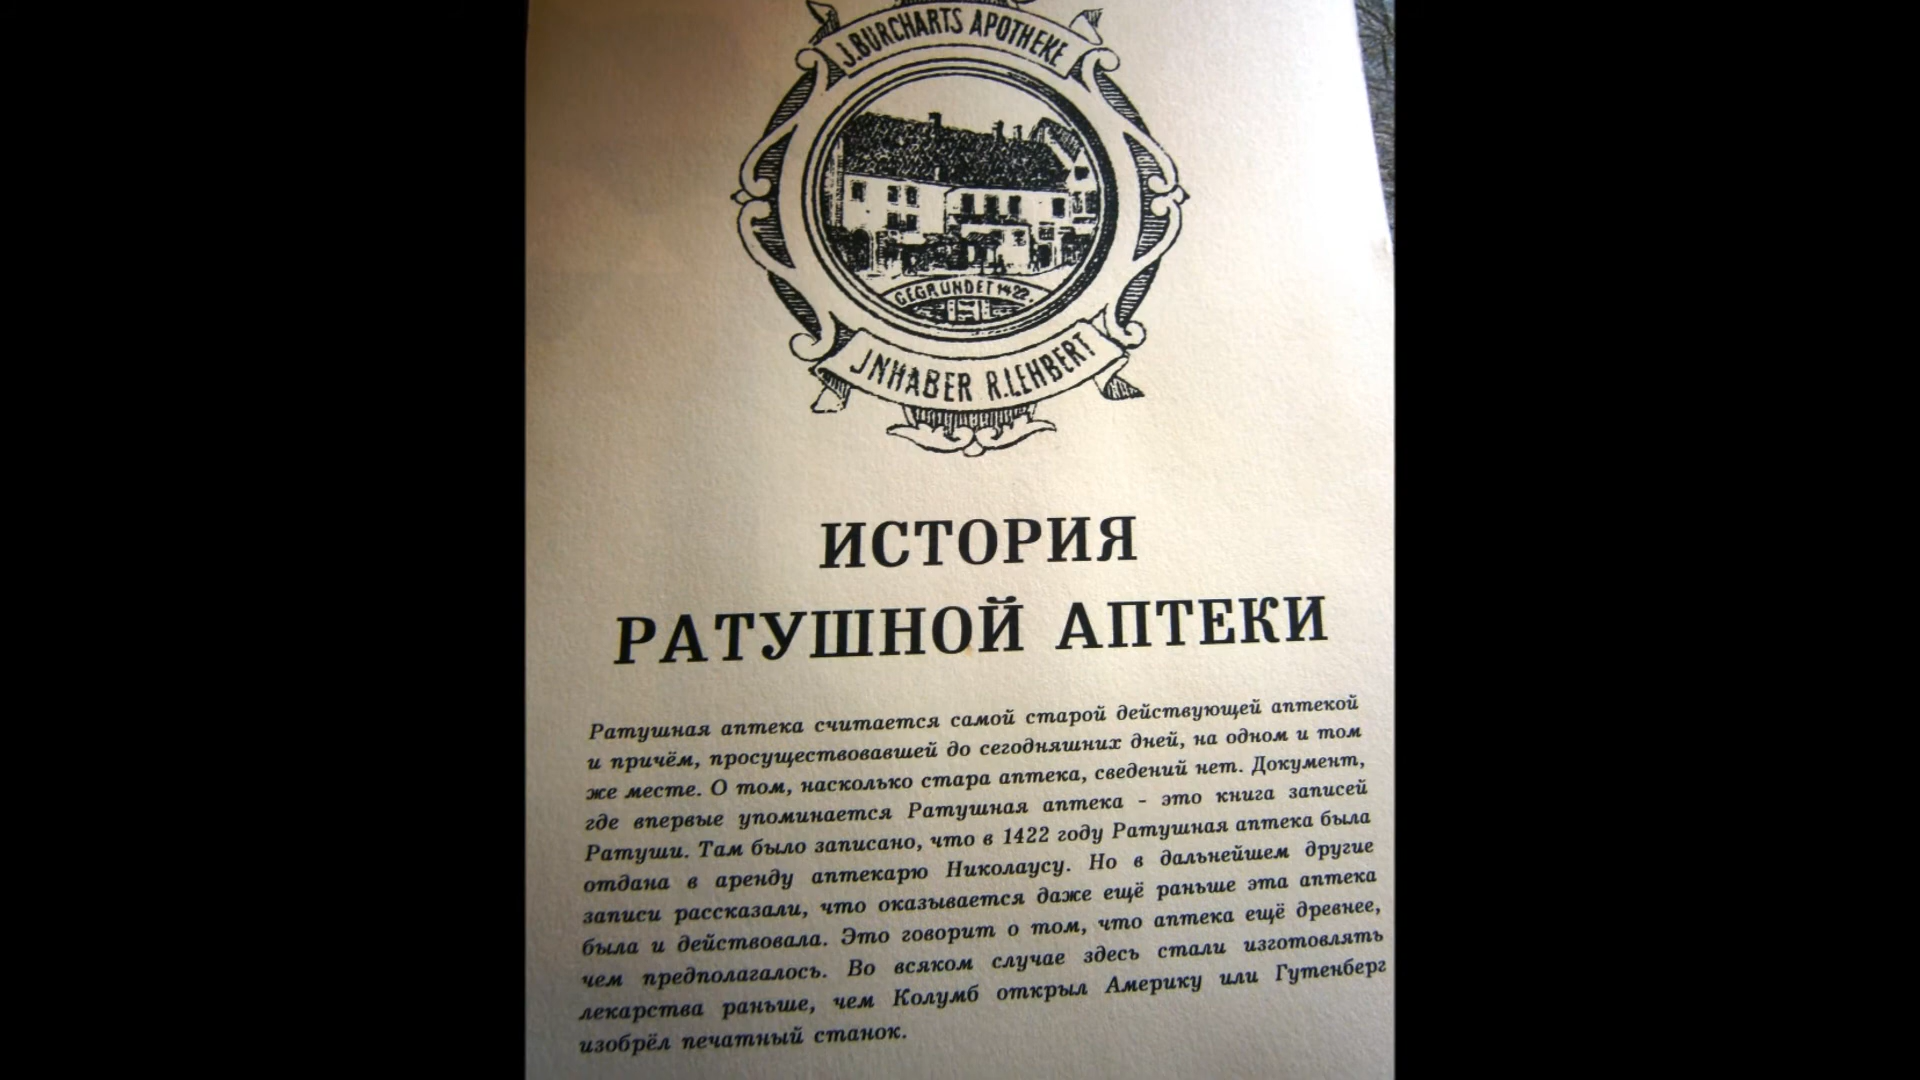 J.BURCHARTS APOTHEKE
GEGRUNDET 1422.
JNHABER R.LEHBERT
ИСТОРИЯ
РАТУШНОЙ АПТЕКИ
Ратушная аптека считается самой старой действующей аптекой
и причём, просуществовавшей до сегодняшних дней, на одном и том
же месте. О том, насколько стара аптека, сведений нет. Документ,
где впервые упоминается Ратушная аптека - это книга записей
Ратуши. Там было записано, что в 1422 году Ратушная аптека была
отдана в аренду аптекарю Николаусу. Но в дальнейшем другие
записи рассказали, что оказывается даже ещё раньше эта аптека
была и действовала. Это говорит о том, что аптека ещё древнее,
чем предполагалось. Во всяком случае здесь стали изготовлять
лекарства раньше, чем Колумб открыл Америку или Гутенберг
изобрёл печатный станок.